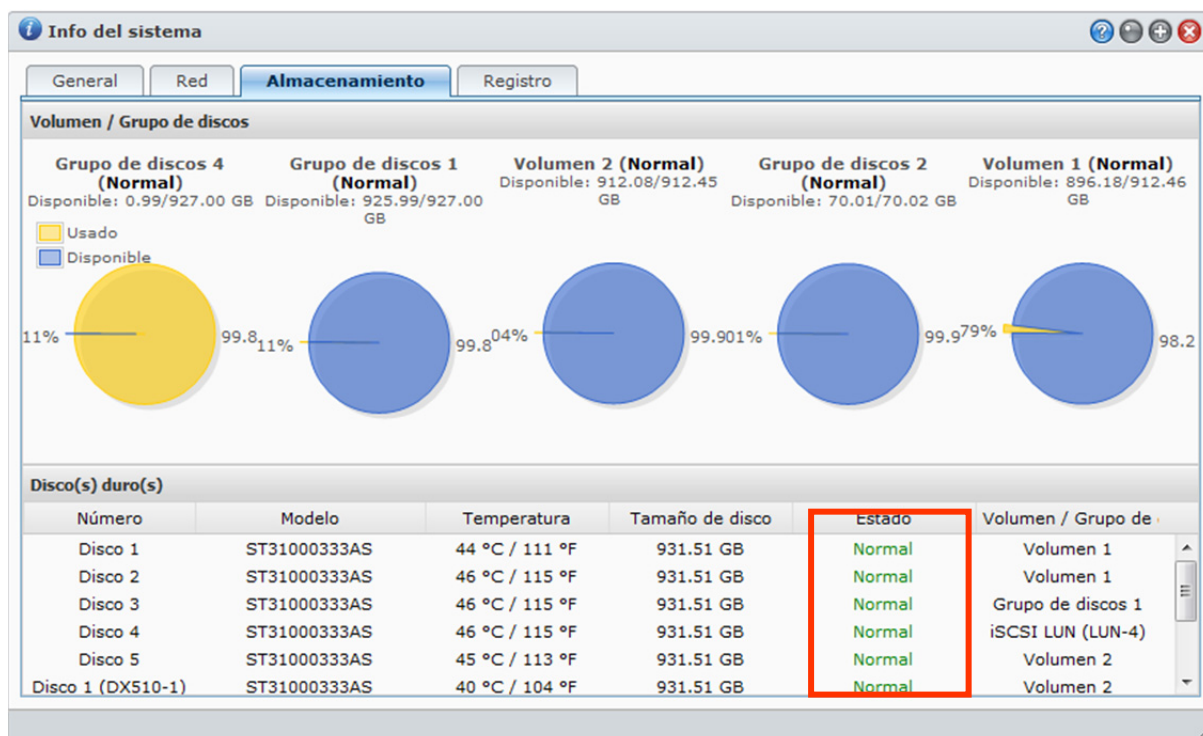 Info del sistema
General Red Almacenamiento Registro
Volumen / Grupo de discos
Grupo de discos 4
(Normal)
Disponible: 0.99/927.00 GB
Grupo de discos 1
(Normal)
Disponible: 925.99/927.00
GB
Volumen 2 (Normal)
Disponible: 912.08/912.45
GB
Grupo de discos 2
(Normal)
Disponible: 70.01/70.02 GB
Volumen 1 (Normal)
Disponible: 896.18/912.46
GB
Usado
Disponible
11% 99.8 11% 99.8 04% 99.9 01% 99.9 79% 98.2
Disco(s) duro(s)
Número Modelo Temperatura Tamaño de disco Estado Volumen / Grupo de
Disco 1 ST31000333AS 44 °C / 111 °F 931.51 GB Normal Volumen 1
Disco 2 ST31000333AS 46 °C / 115 °F 931.51 GB Normal Volumen 1
Disco 3 ST31000333AS 46 °C / 115 °F 931.51 GB Normal Grupo de discos 1
Disco 4 ST31000333AS 46 °C / 115 °F 931.51 GB Normal iSCSI LUN (LUN-4)
Disco 5 ST31000333AS 45 °C / 113 °F 931.51 GB Normal Volumen 2
Disco 1 (DX510-1) ST31000333AS 40 °C / 104 °F 931.51 GB Normal Volumen 2